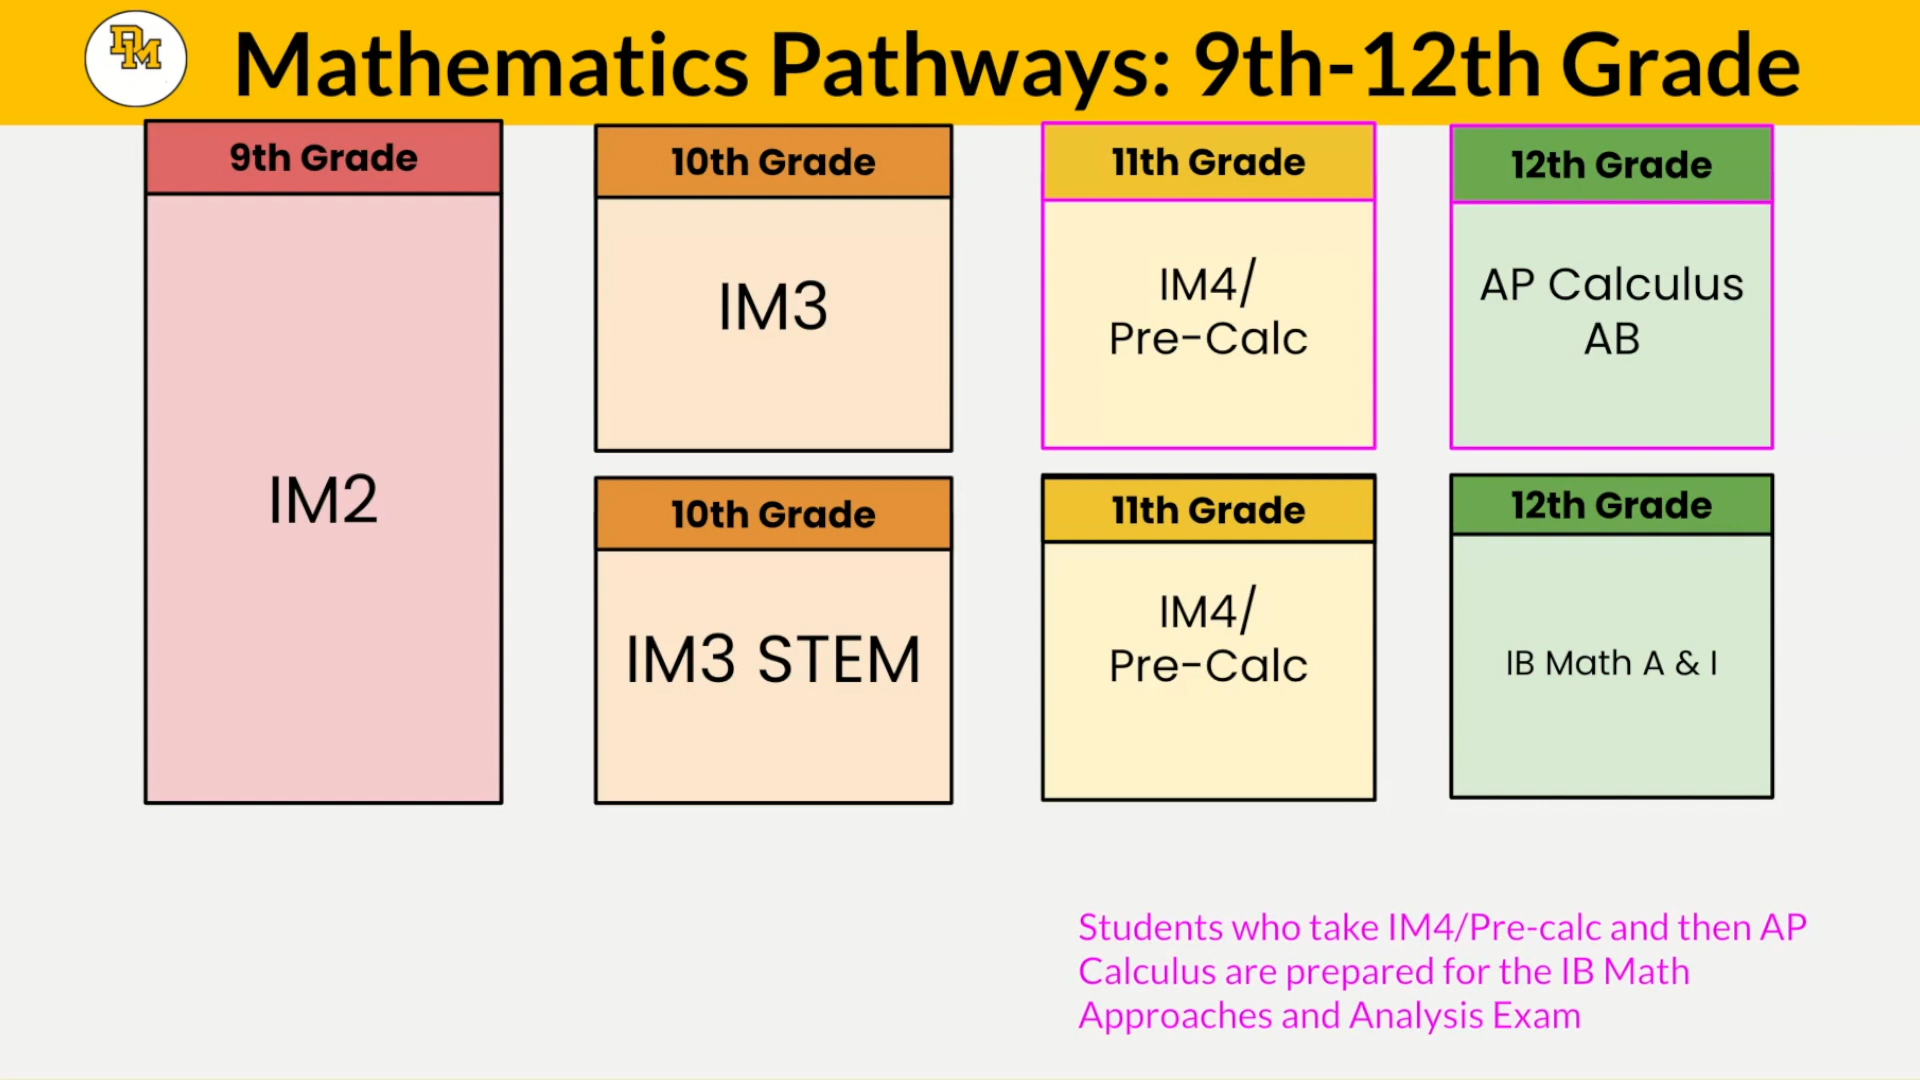 DM
Mathematics Pathways: 9th-12th Grade
9th Grade
IM2
10th Grade
IM3
11th Grade
IM4/
Pre-Calc
12th Grade
AP Calculus
AB
10th Grade
IM3 STEM
11th Grade
IM4/
Pre-Calc
12th Grade
IB Math A & I
Students who take IM4/Pre-calc and then AP
Calculus are prepared for the IB Math
Approaches and Analysis Exam